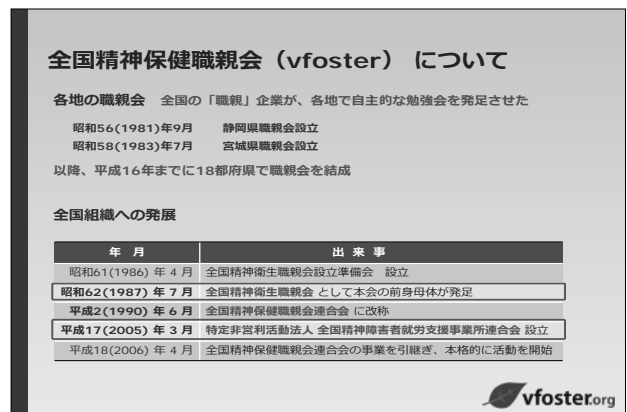 全国精神保健職親会（vfoster） について
各地の職親会 全国の「職親」企業が、各地で自主的な勉強会を発足させた
昭和56(1981)年9月 静岡県職親会設立
昭和58(1983)年7月 宮城県職親会設立
以降、平成16年までに18都府県で職親会を結成
全国組織への発展
年 月 出 来 事
昭和61(1986) 年 4 月 全国精神衛生職親会設立準備会 設立
昭和62(1987) 年 7 月 全国精神衛生職親会 として本会の前身母体が発足
平成2(1990) 年 6 月 全国精神保健職親会連合会 に改称
平成17(2005) 年 3 月 特定非営利活動法人 全国精神障害者就労支援事業所連合会 設立
平成18(2006) 年 4 月 全国精神保健職親会連合会の事業を引継ぎ、本格的に活動を開始
vfoster.org